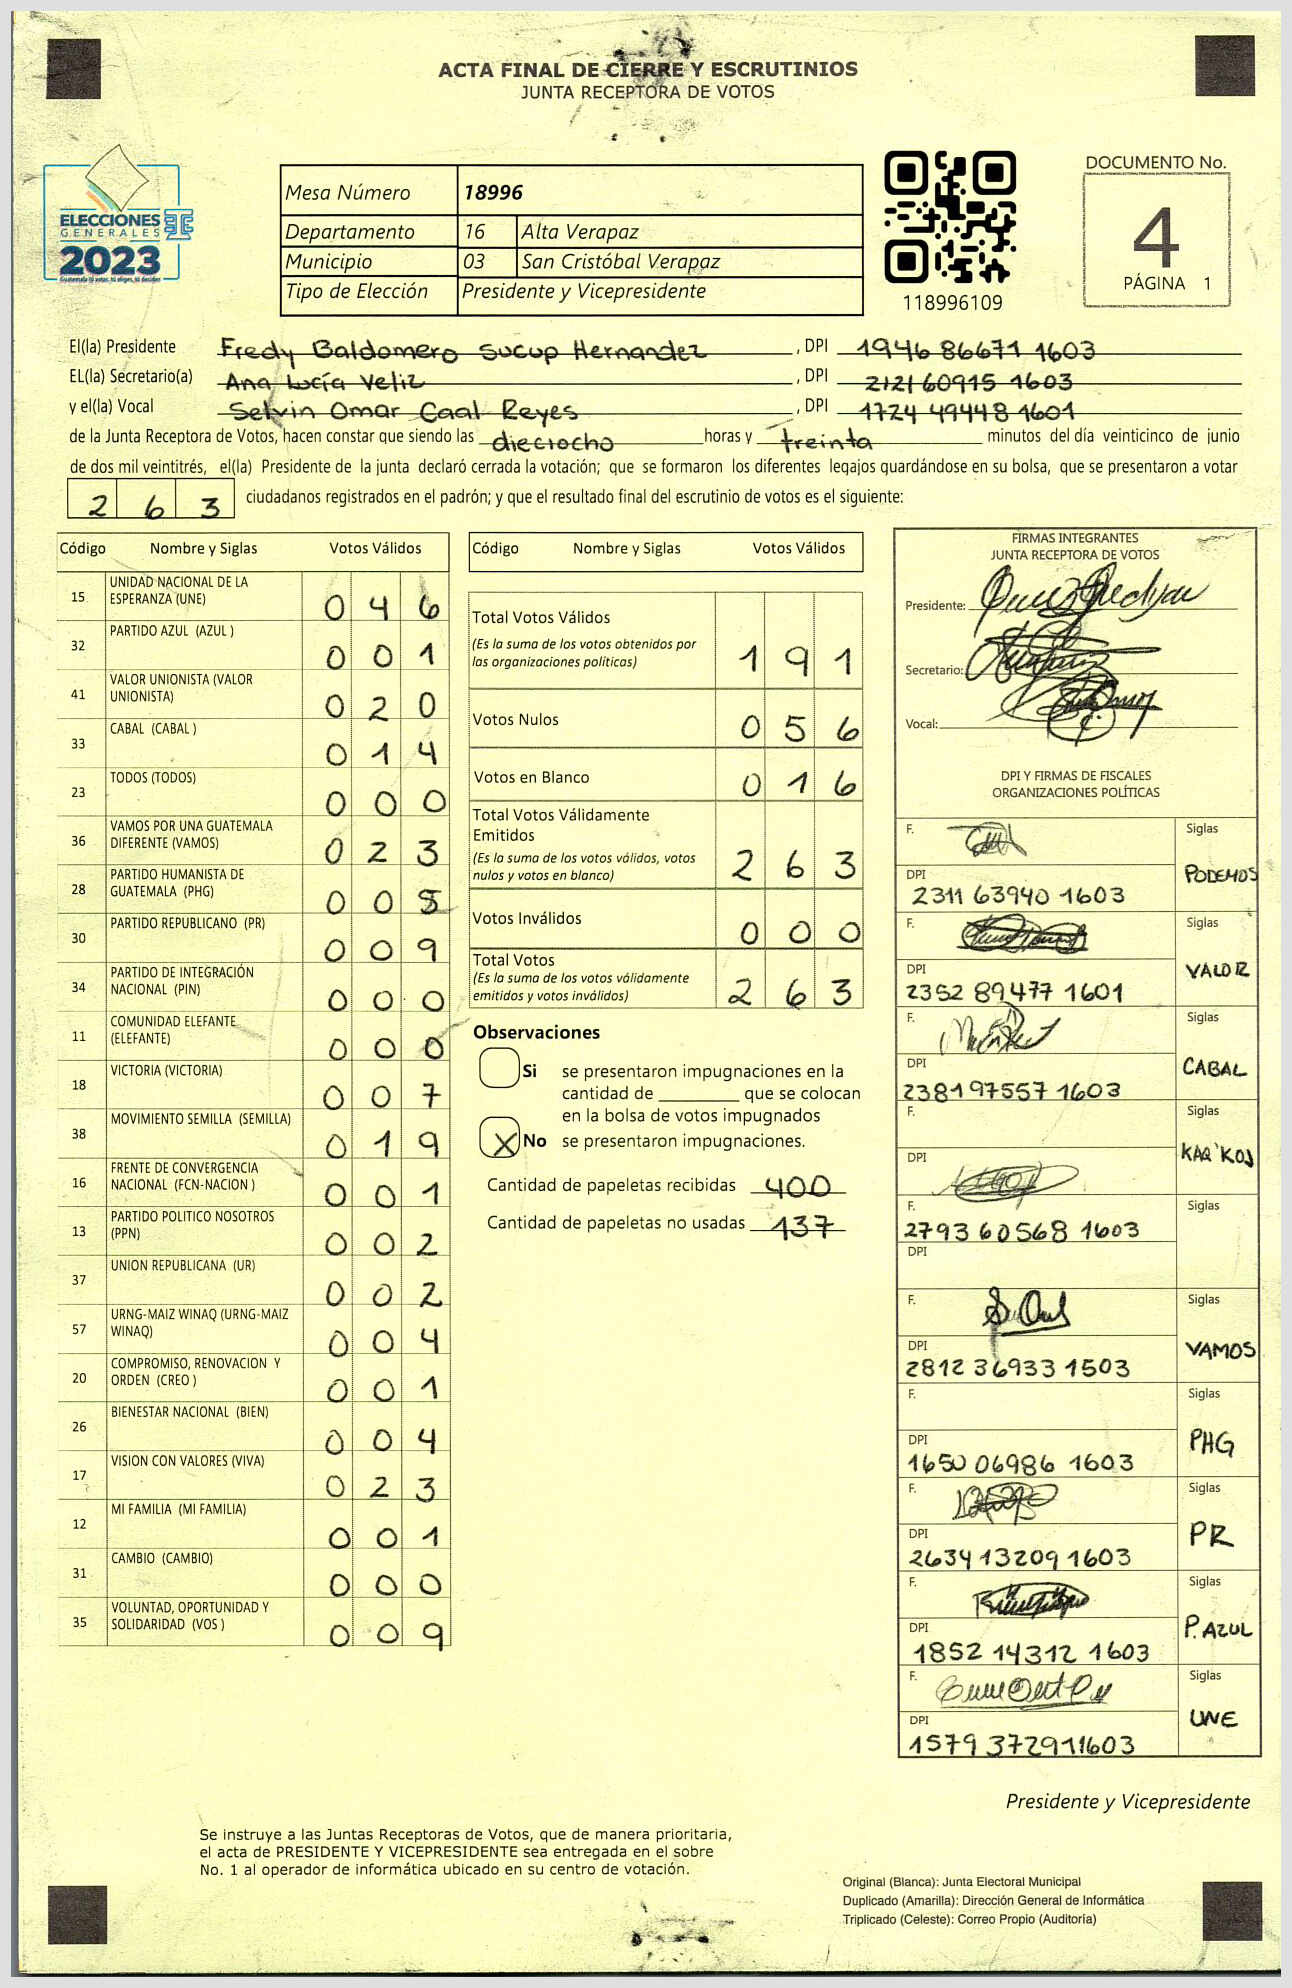 ACTA FINAL DE CIERRE Y ESCRUTINIOS
JUNTA RECEPTORA DE VOTOS
ELECCIONES
GENERALES
2023
Guatemala tú votas, tú eliges, tú decides
Mesa Número 18996
Departamento 16 Alta Verapaz
Municipio 03 San Cristóbal Verapaz
Tipo de Elección Presidente y Vicepresidente
118996109
DOCUMENTO No.
4
PÁGINA 1
El(la) Presidente Fredy Baldomero Sucup Hernandez, DPI 1946 86671 1603
EL(la) Secretario(a) Ana Lucía Veliz, DPI 2121 60915 1603
y el(la) Vocal Selvin Omar Caal Reyes, DPI 1724 49448 1601
de la Junta Receptora de Votos, hacen constar que siendo las dieciocho horas y treinta minutos del día veinticinco de junio
de dos mil veintitrés, el(la) Presidente de la junta declaró cerrada la votación; que se formaron los diferentes legajos quardándose en su bolsa, que se presentaron a votar
2 6 3 ciudadanos registrados en el padrón; y que el resultado final del escrutinio de votos es el siguiente:
Código Nombre y Siglas Votos Válidos
15 UNIDAD NACIONAL DE LA ESPERANZA (UNE) 0 4 6
32 PARTIDO AZUL (AZUL ) 0 0 1
41 VALOR UNIONISTA (VALOR UNIONISTA) 0 2 0
33 CABAL (CABAL ) 0 1 4
23 TODOS (TODOS) 0 0 0
36 VAMOS POR UNA GUATEMALA DIFERENTE (VAMOS) 0 2 3
28 PARTIDO HUMANISTA DE GUATEMALA (PHG) 0 0 5
30 PARTIDO REPUBLICANO (PR) 0 0 9
34 PARTIDO DE INTEGRACIÓN NACIONAL (PIN) 0 0 0
11 COMUNIDAD ELEFANTE (ELEFANTE) 0 0 0
18 VICTORIA (VICTORIA) 0 0 7
38 MOVIMIENTO SEMILLA (SEMILLA) 0 1 9
16 FRENTE DE CONVERGENCIA NACIONAL (FCN-NACION ) 0 0 1
13 PARTIDO POLITICO NOSOTROS (PPN) 0 0 2
37 UNION REPUBLICANA (UR) 0 0 2
57 URNG-MAIZ WINAQ (URNG-MAIZ WINAQ) 0 0 4
20 COMPROMISO, RENOVACION Y ORDEN (CREO ) 0 0 1
26 BIENESTAR NACIONAL (BIEN) 0 0 4
17 VISION CON VALORES (VIVA) 0 2 3
12 MI FAMILIA (MI FAMILIA) 0 0 1
31 CAMBIO (CAMBIO) 0 0 0
35 VOLUNTAD, OPORTUNIDAD Y SOLIDARIDAD (VOS ) 0 0 9
Código Nombre y Siglas Votos Válidos
Total Votos Válidos
(Es la suma de los votos obtenidos por
las organizaciones politicas) 1 9 1
Votos Nulos 0 5 6
Votos en Blanco 0 1 6
Total Votos Válidamente
Emitidos
(Es la suma de los votos válidos, votos
nulos y votos en blanco) 2 6 3
Votos Inválidos 0 0 0
Total Votos
(Es la suma de los votos válidamente
emitidos y votos inválidos) 2 6 3
Observaciones
Si se presentaron impugnaciones en la
cantidad de ________ que se colocan
en la bolsa de votos impugnados
X No se presentaron impugnaciones.
Cantidad de papeletas recibidas 400
Cantidad de papeletas no usadas 137
FIRMAS INTEGRANTES
JUNTA RECEPTORA DE VOTOS
Presidente:
Secretario:
Vocal:
DPI Y FIRMAS DE FISCALES
ORGANIZACIONES POLÍTICAS
F. Siglas
DPI PODEMOS
2311 63940 1603
F. Siglas
DPI VALOR
2352 89477 1601
F. Siglas
DPI CABAL
2381 97557 1603
F. Siglas
DPI KAQ'KOJ
F. Siglas
2793 60568 1603
DPI
F. Siglas
DPI VAMOS
2812 36933 1503
F. Siglas
DPI PHG
1650 06986 1603
F. Siglas
DPI PR
2634 13209 1603
F. Siglas
DPI P. AZUL
1852 14312 1603
F. Siglas
DPI UNE
1579 37291 1603
Presidente y Vicepresidente
Se instruye a las Juntas Receptoras de Votos, que de manera prioritaria,
el acta de PRESIDENTE Y VICEPRESIDENTE sea entregada en el sobre
No. 1 al operador de informática ubicado en su centro de votación.
Original (Blanca): Junta Electoral Municipal
Duplicado (Amarilla): Dirección General de Informática
Triplicado (Celeste): Correo Propio (Auditoría)